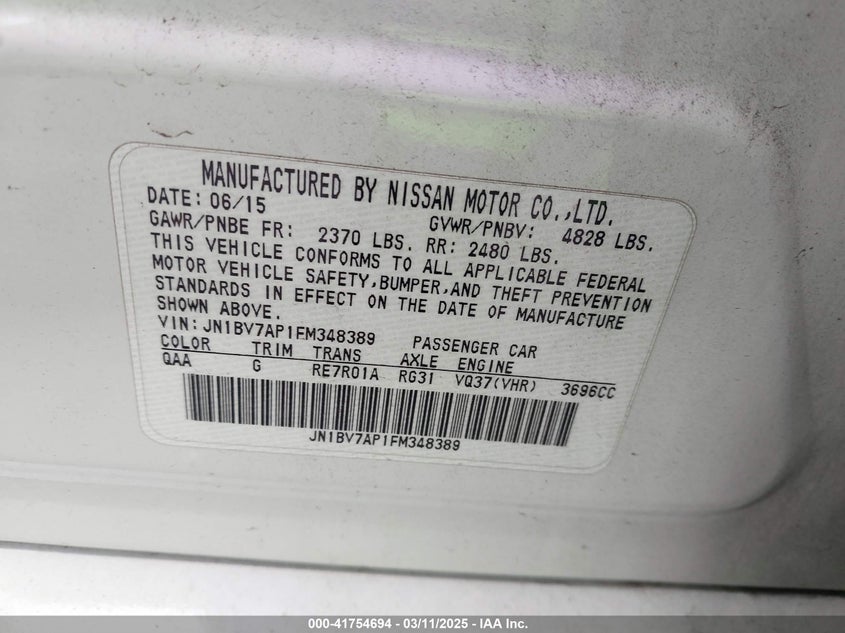 MANUFACTURED BY NISSAN MOTOR CO.,LTD.
DATE: 06/15 GVWR/PNBV: 4828 LBS.
GAWR/PNBE FR: 2370 LBS. RR: 2480 LBS.
THIS VEHICLE CONFORMS TO ALL APPLICABLE FEDERAL
MOTOR VEHICLE SAFETY,BUMPER,AND THEFT PREVENTION
STANDARDS IN EFFECT ON THE DATE OF MANUFACTURE
SHOWN ABOVE.
VIN:JN1BV7AP1FM348389 PASSENGER CAR
COLOR TRIM TRANS AXLE ENGINE
QAA G RE7R01A RG31 VQ37(VHR) 3696CC
JN1BV7AP1FM348389
000-41754694 - 03/11/2025 - IAA Inc.